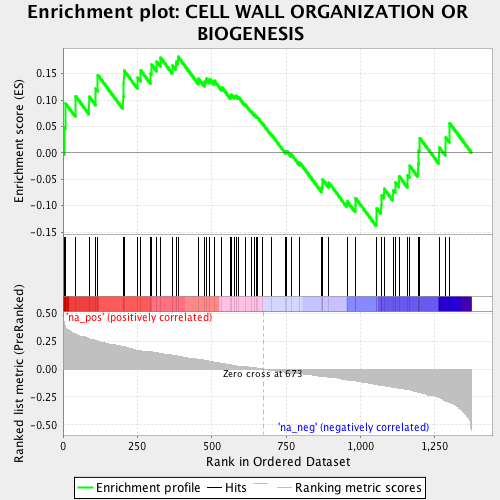 Enrichment plot: CELL WALL ORGANIZATION OR
BIOGENESIS
Enrichment score (ES)
0.15
0.10
0.05
0.00
-0.05
-0.10
-0.15
Ranked list metric (PreRanked)
0.50
0.25
0.00
-0.25
-0.50
'na_pos' (positively correlated)
Zero cross at 673
'na_neg' (negatively correlated)
0
250
500
750
1,000
1,250
Rank in Ordered Dataset
Enrichment profile
Hits
Ranking metric scores